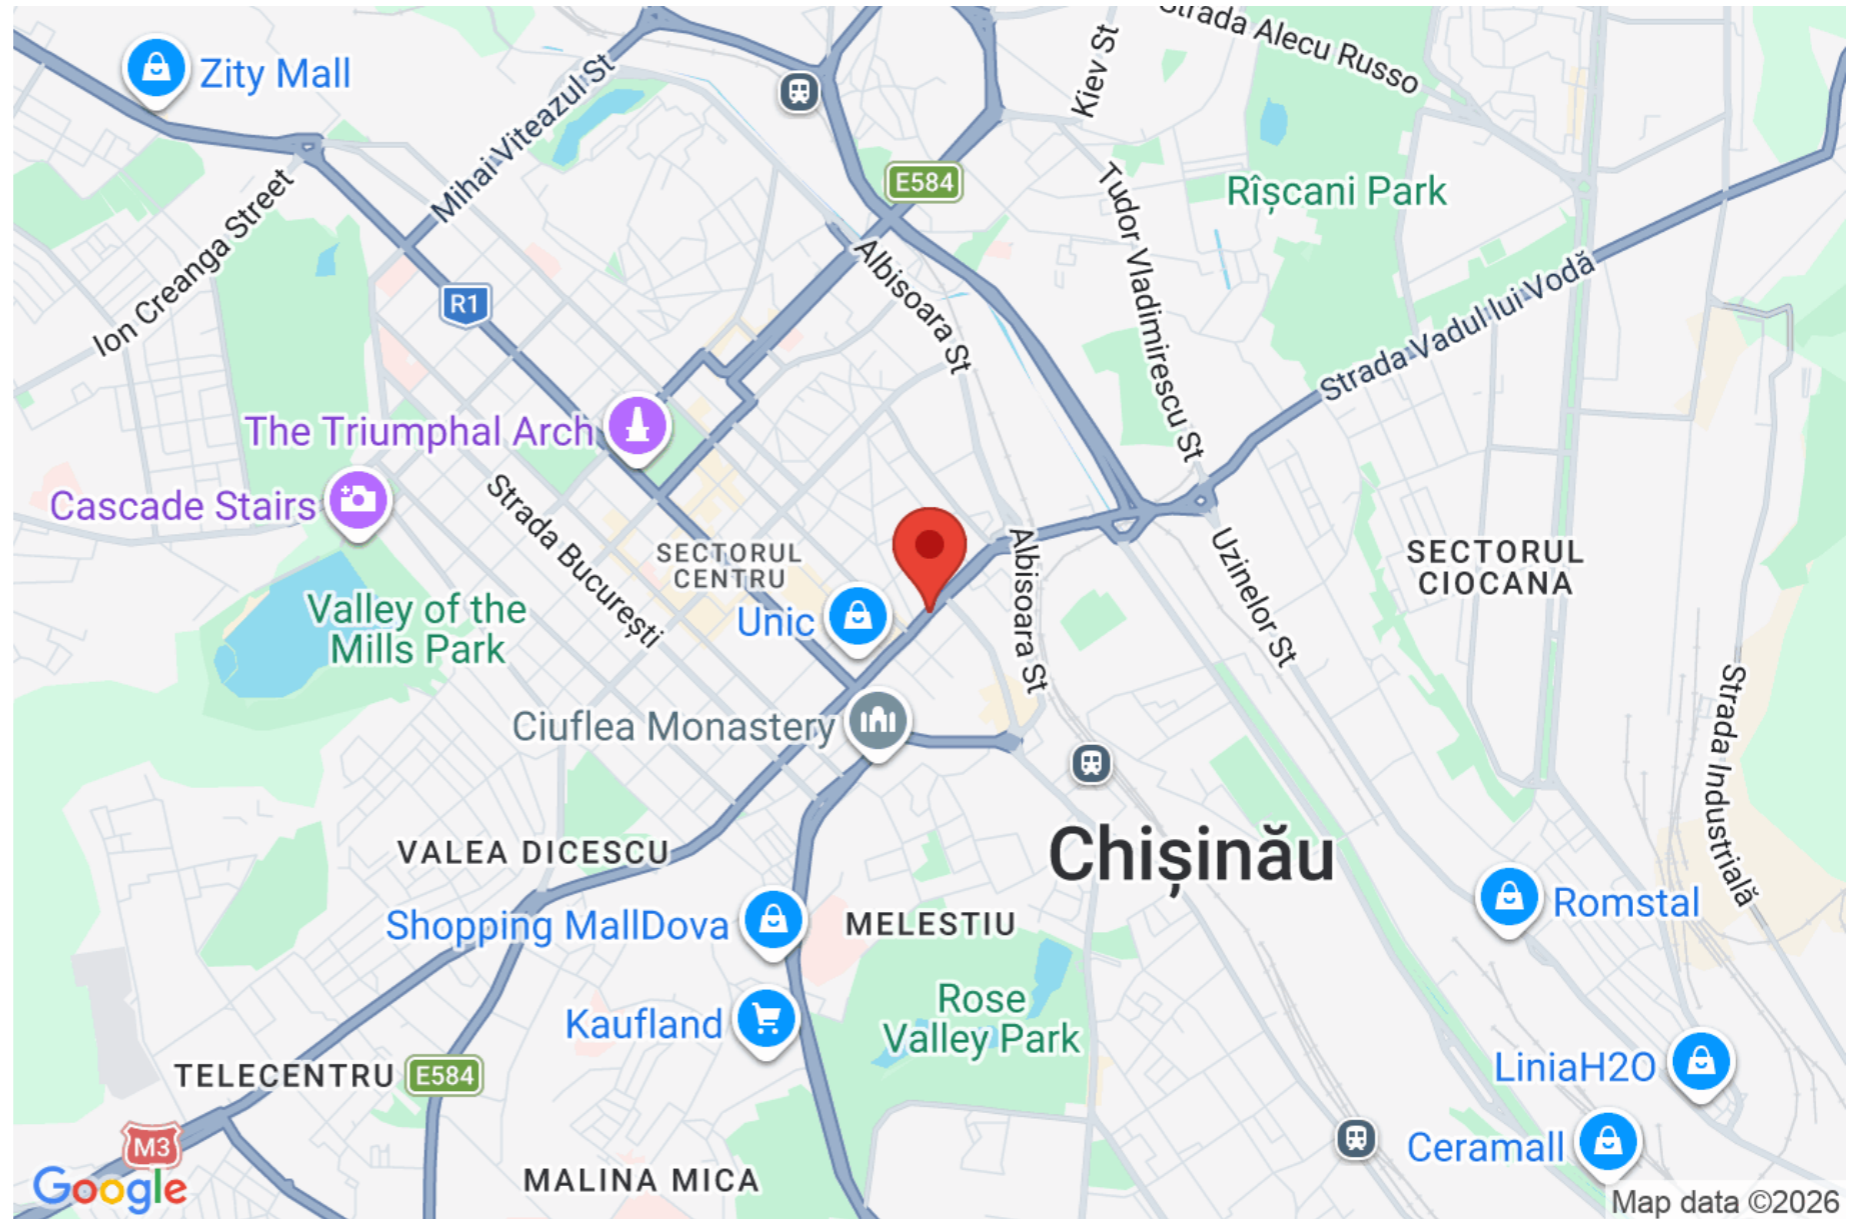 Strada Alecu Russo
Zity Mall
Kiev St
Mihai Viteazul St
E584
Rîșcani Park
Tudor Vladimirescu St
Ion Creanga Street
Albisoara St
R1
Strada Vadul lui Vodă
The Triumphal Arch
Cascade Stairs
Strada București
SECTORUL
CENTRU
Albisoara St
Uzinelor St
SECTORUL
CIOCANA
Valley of the
Mills Park
Unic
Strada Industrială
Ciuflea Monastery
VALEA DICESCU
Chișinău
Shopping MallDova
MELESTIU
Romstal
Rose
Valley Park
Kaufland
TELECENTRU
E584
LiniaH2O
M3
Ceramall
MALINA MICA
Google
Map data ©2026